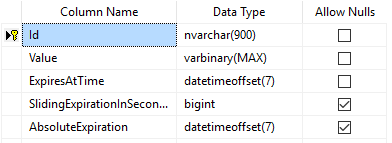 Column Name Data Type Allow Nulls
Id nvarchar(900)
Value varbinary(MAX)
ExpiresAtTime datetimeoffset(7)
SlidingExpirationInSecon... bigint
AbsoluteExpiration datetimeoffset(7)